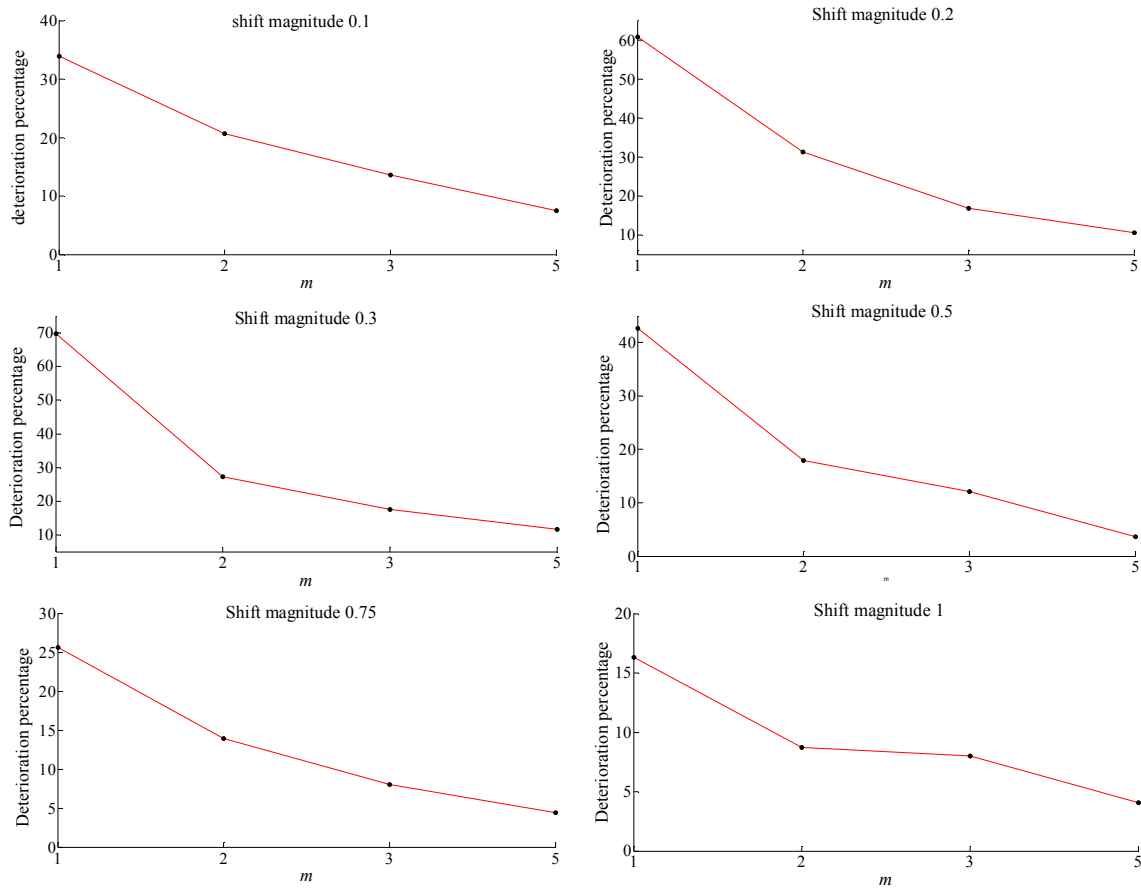 shift magnitude 0.1
deterioration percentage
40
30
20
10
0
1 2 3 5
m
Shift magnitude 0.2
Deterioration percentage
60
50
40
30
20
10
1 2 3 5
m
Shift magnitude 0.3
Deterioration percentage
70
60
50
40
30
20
10
1 2 3 5
m
Shift magnitude 0.5
Deterioration percentage
40
30
20
10
0
1 2 3 5
m
Shift magnitude 0.75
Deterioration percentage
30
25
20
15
10
5
0
1 2 3 5
m
Shift magnitude 1
Deterioration percentage
20
15
10
5
0
1 2 3 5
m